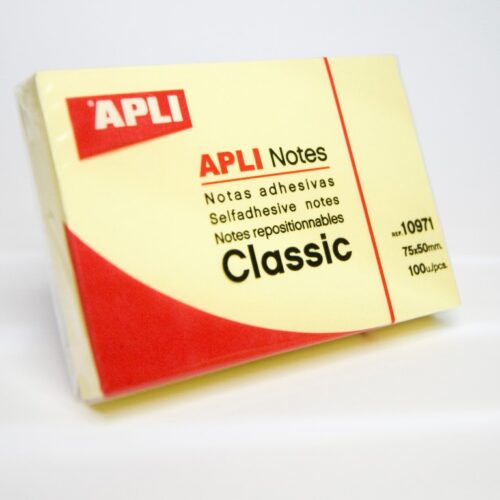 APLI
APLI Notes
Notas adhesivas
Selfadhesive notes
Notes repositionnables
Classic
REF. 10971
75x50mm.
100u./pcs.